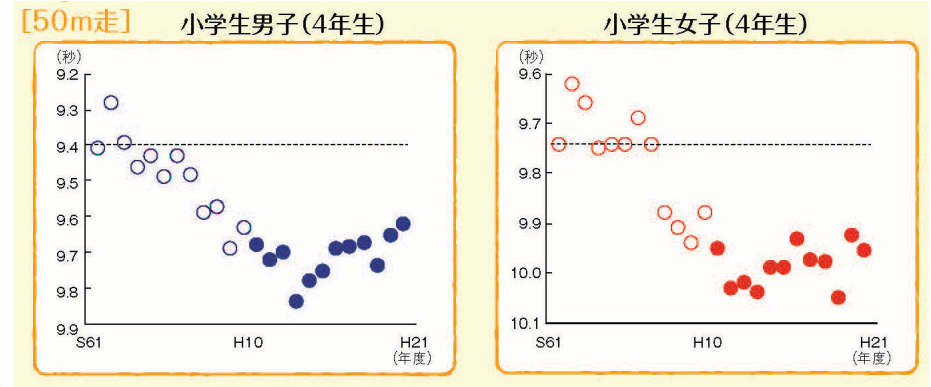 [50m走]
小学生男子（4年生）
(秒)
9.2
9.3
9.4
9.5
9.6
9.7
9.8
9.9
S61
H10
H21
(年度)
小学生女子（4年生）
(秒)
9.6
9.7
9.8
9.9
10.0
10.1
S61
H10
H21
(年度)